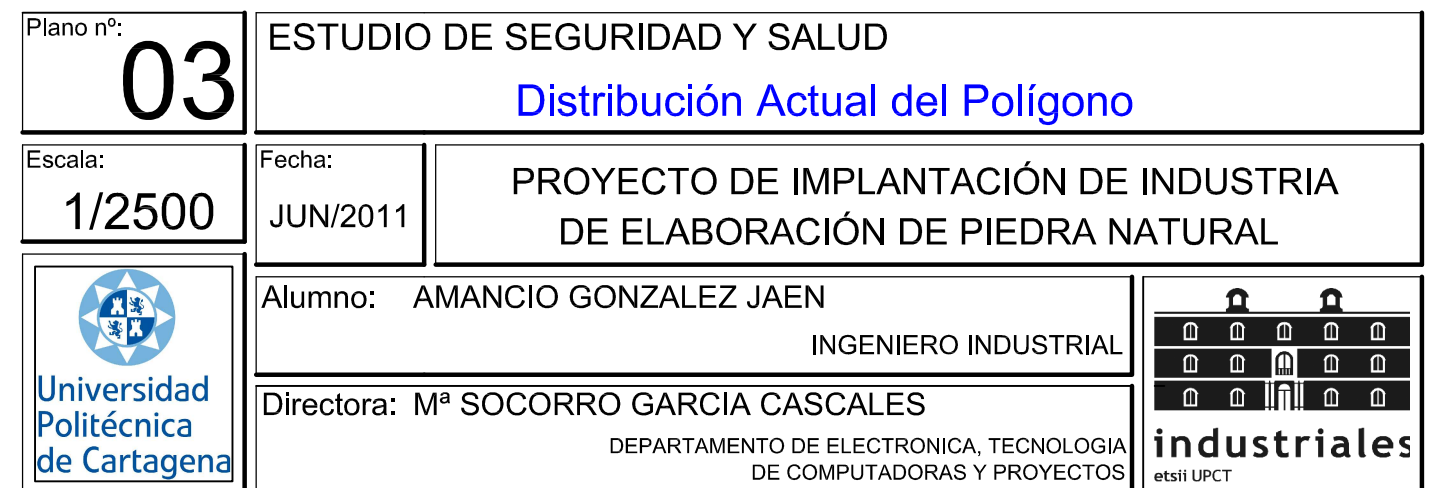 Plano nº:
03
ESTUDIO DE SEGURIDAD Y SALUD
Distribución Actual del Polígono
Escala:
1/2500
Fecha:
JUN/2011
PROYECTO DE IMPLANTACIÓN DE INDUSTRIA
DE ELABORACIÓN DE PIEDRA NATURAL
Universidad
Politécnica
de Cartagena
Alumno: AMANCIO GONZALEZ JAEN
INGENIERO INDUSTRIAL
Directora: Mª SOCORRO GARCIA CASCALES
DEPARTAMENTO DE ELECTRONICA, TECNOLOGIA
DE COMPUTADORAS Y PROYECTOS
industriales
etsii UPCT